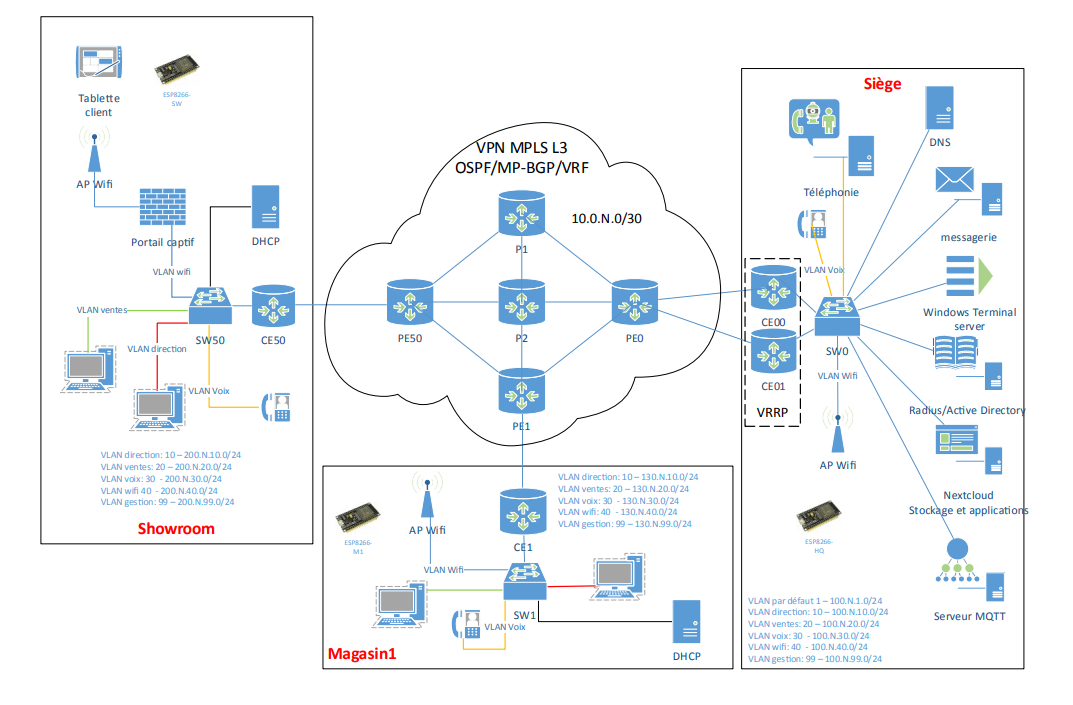 Tablette
client
ESP8266-
SW
AP Wifi
Portail captif
DHCP
VLAN wifi
VLAN ventes
SW50
CE50
VLAN direction
VLAN Voix
VLAN direction: 10 – 200.N.10.0/24
VLAN ventes: 20 – 200.N.20.0/24
VLAN voix: 30 - 200.N.30.0/24
VLAN wifi 40 - 200.N.40.0/24
VLAN gestion: 99 – 200.N.99.0/24
Showroom
VPN MPLS L3
OSPF/MP-BGP/VRF
10.0.N.0/30
P1
PE50
P2
PE0
PE1
VLAN direction: 10 – 130.N.10.0/24
VLAN ventes: 20 – 130.N.20.0/24
VLAN voix: 30 - 130.N.30.0/24
VLAN wifi: 40 - 130.N.40.0/24
VLAN gestion: 99 – 130.N.99.0/24
ESP8266-
M1
AP Wifi
CE1
VLAN Wifi
SW1
VLAN Voix
DHCP
Magasin1
Siège
DNS
Téléphonie
messagerie
VLAN Voix
CE00
Windows Terminal
server
SW0
CE01
VLAN Wifi
VRRP
Radius/Active Directory
AP Wifi
Nextcloud
Stockage et applications
ESP8266-
HQ
Serveur MQTT
VLAN par défaut 1 – 100.N.1.0/24
VLAN direction: 10 – 100.N.10.0/24
VLAN ventes: 20 – 100.N.20.0/24
VLAN voix: 30 - 100.N.30.0/24
VLAN wifi: 40 - 100.N.40.0/24
VLAN gestion: 99 – 100.N.99.0/24